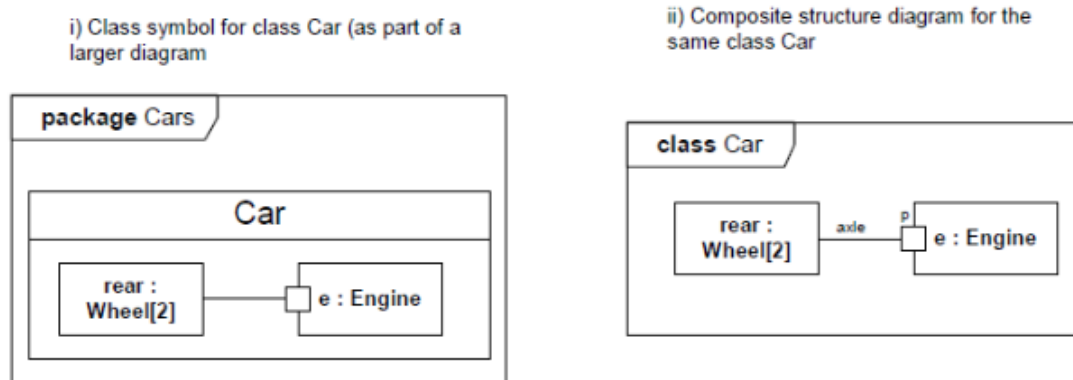 i) Class symbol for class Car (as part of a
larger diagram
package Cars
Car
rear :
Wheel[2]
e : Engine
ii) Composite structure diagram for the
same class Car
class Car
rear :
Wheel[2]
axle
p
e : Engine